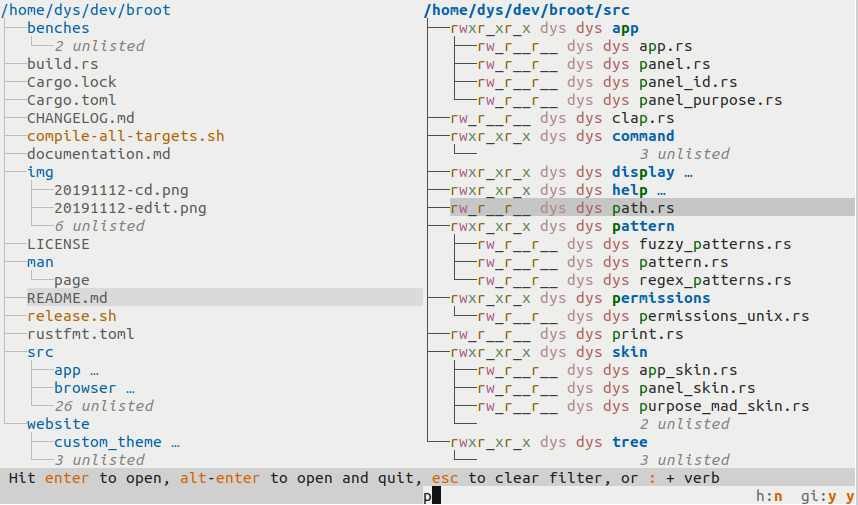 /home/dys/dev/broot
benches
2 unlisted
build.rs
Cargo.lock
Cargo.toml
CHANGELOG.md
compile-all-targets.sh
documentation.md
img
20191112-cd.png
20191112-edit.png
6 unlisted
LICENSE
man
page
README.md
release.sh
rustfmt.toml
src
app …
browser …
26 unlisted
website
custom_theme …
3 unlisted
/home/dys/dev/broot/src
rwxr_xr_x dys dys app
rw_r__r__ dys dys app.rs
rw_r__r__ dys dys panel.rs
rw_r__r__ dys dys panel_id.rs
rw_r__r__ dys dys panel_purpose.rs
rw_r__r__ dys dys clap.rs
rwxr_xr_x dys dys command
3 unlisted
rwxr_xr_x dys dys display …
rwxr_xr_x dys dys help …
rw_r__r__ dys dys path.rs
rwxr_xr_x dys dys pattern
rw_r__r__ dys dys fuzzy_patterns.rs
rw_r__r__ dys dys pattern.rs
rw_r__r__ dys dys regex_patterns.rs
rwxr_xr_x dys dys permissions
rw_r__r__ dys dys permissions_unix.rs
rw_r__r__ dys dys print.rs
rwxr_xr_x dys dys skin
rw_r__r__ dys dys app_skin.rs
rw_r__r__ dys dys panel_skin.rs
rw_r__r__ dys dys purpose_mad_skin.rs
2 unlisted
rwxr_xr_x dys dys tree
3 unlisted
Hit enter to open, alt-enter to open and quit, esc to clear filter, or : + verb
p h:n gi:y y